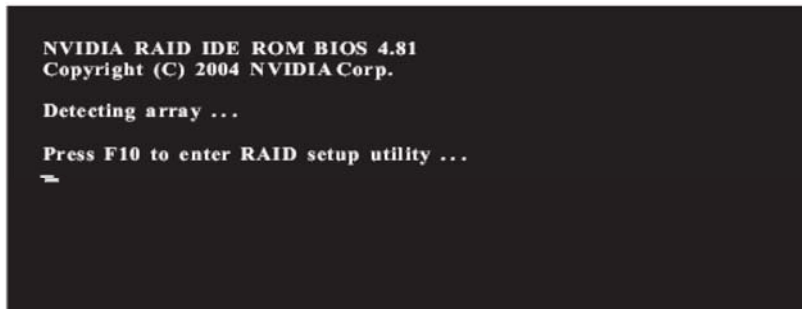 NVIDIA RAID IDE ROM BIOS 4.81
Copyright (C) 2004 NVIDIA Corp.
Detecting array ...
Press F10 to enter RAID setup utility ...